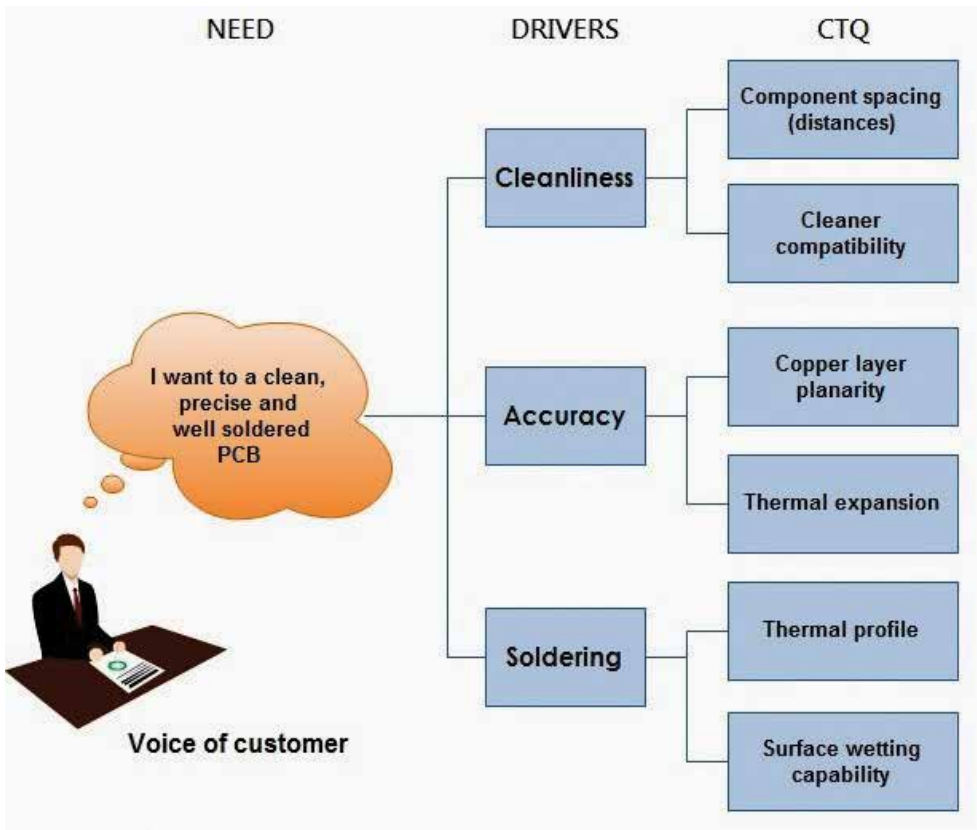 NEED
DRIVERS
CTQ
I want to a clean,
precise and
well soldered
PCB
Voice of customer
Cleanliness
Accuracy
Soldering
Component spacing
(distances)
Cleaner
compatibility
Copper layer
planarity
Thermal expansion
Thermal profile
Surface wetting
capability